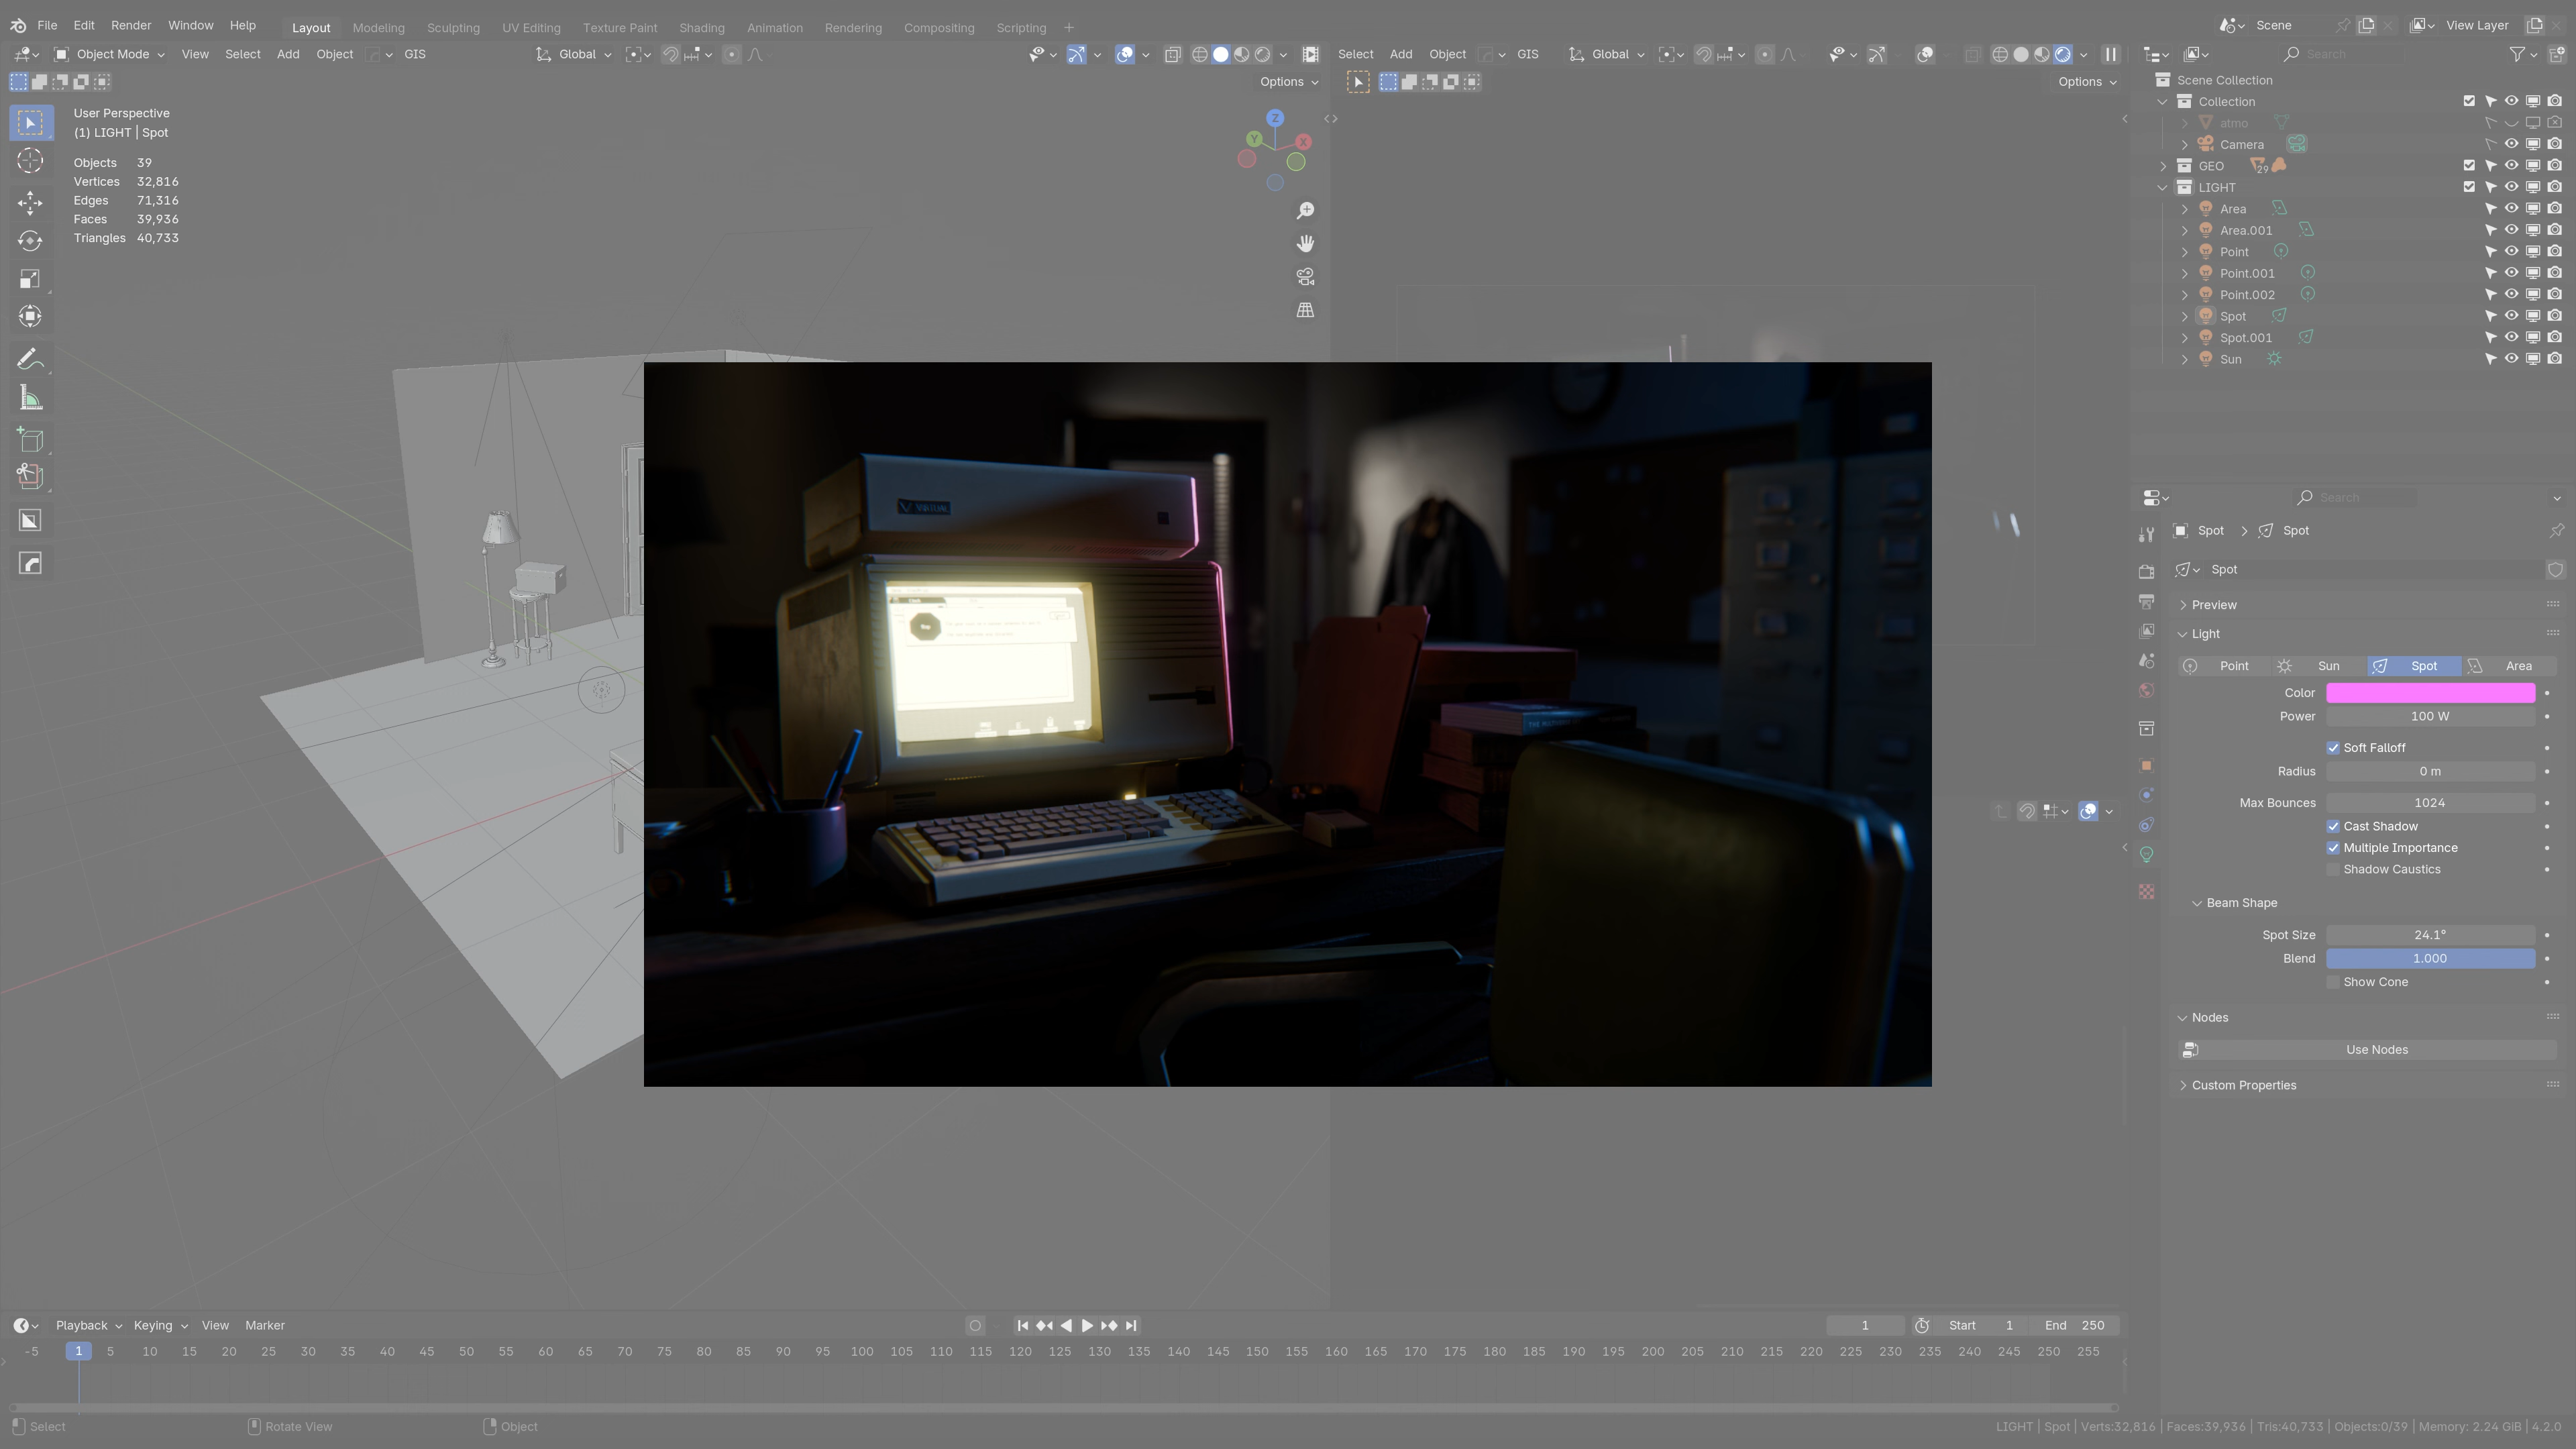 File Edit Render Window Help Layout Modeling Sculpting UV Editing Texture Paint Shading Animation Rendering Compositing Scripting + Scene View Layer
Object Mode View Select Add Object GIS Global Select Add Object GIS Global Search
Options Options
User Perspective
(1) LIGHT | Spot
Objects 39
Vertices 32,816
Edges 71,316
Faces 39,936
Triangles 40,733
Z
Y
X
Scene Collection
Collection
atmo
Camera
GEO 29
LIGHT
Area
Area.001
Point
Point.001
Point.002
Spot
Spot.001
Sun
VIRTUAL
THE
Search
Spot > Spot
Spot
Preview
Light
Point Sun Spot Area
Color
Power 100 W
Soft Falloff
Radius 0 m
Max Bounces 1024
Cast Shadow
Multiple Importance
Shadow Caustics
Beam Shape
Spot Size 24.1°
Blend 1.000
Show Cone
Nodes
Use Nodes
Custom Properties
Playback Keying View Marker 1 Start 1 End 250
-5 1 5 10 15 20 25 30 35 40 45 50 55 60 65 70 75 80 85 90 95 100 105 110 115 120 125 130 135 140 145 150 155 160 165 170 175 180 185 190 195 200 205 210 215 220 225 230 235 240 245 250 255
Select Rotate View Object LIGHT | Spot | Verts:32,816 | Faces:39,936 | Tris:40,733 | Objects:0/39 | Memory: 2.24 GiB | 4.2.0